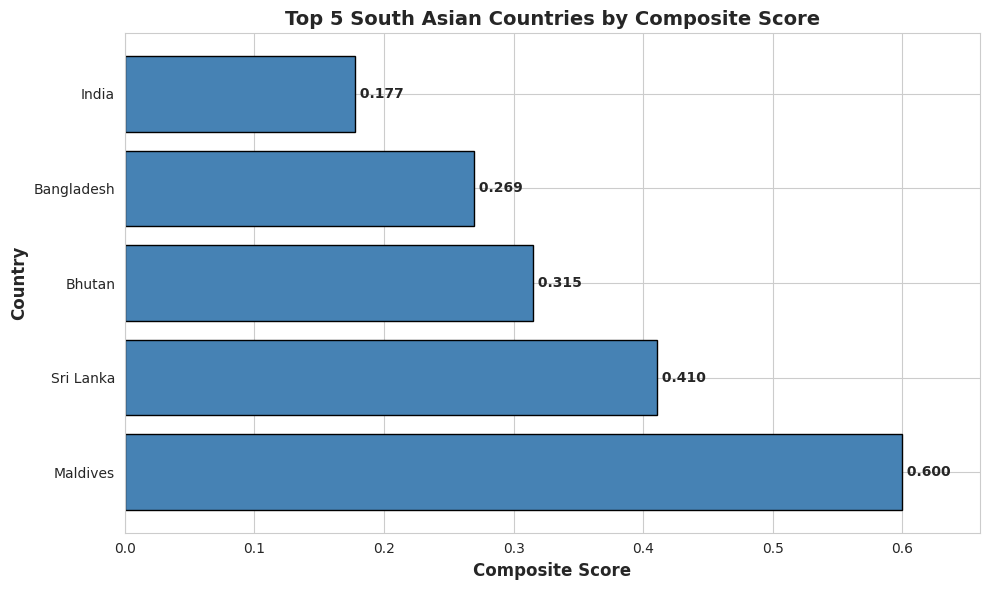 Top 5 South Asian Countries by Composite Score
Country
India
0.177
Bangladesh
0.269
Bhutan
0.315
Sri Lanka
0.410
Maldives
0.600
0.0 0.1 0.2 0.3 0.4 0.5 0.6
Composite Score